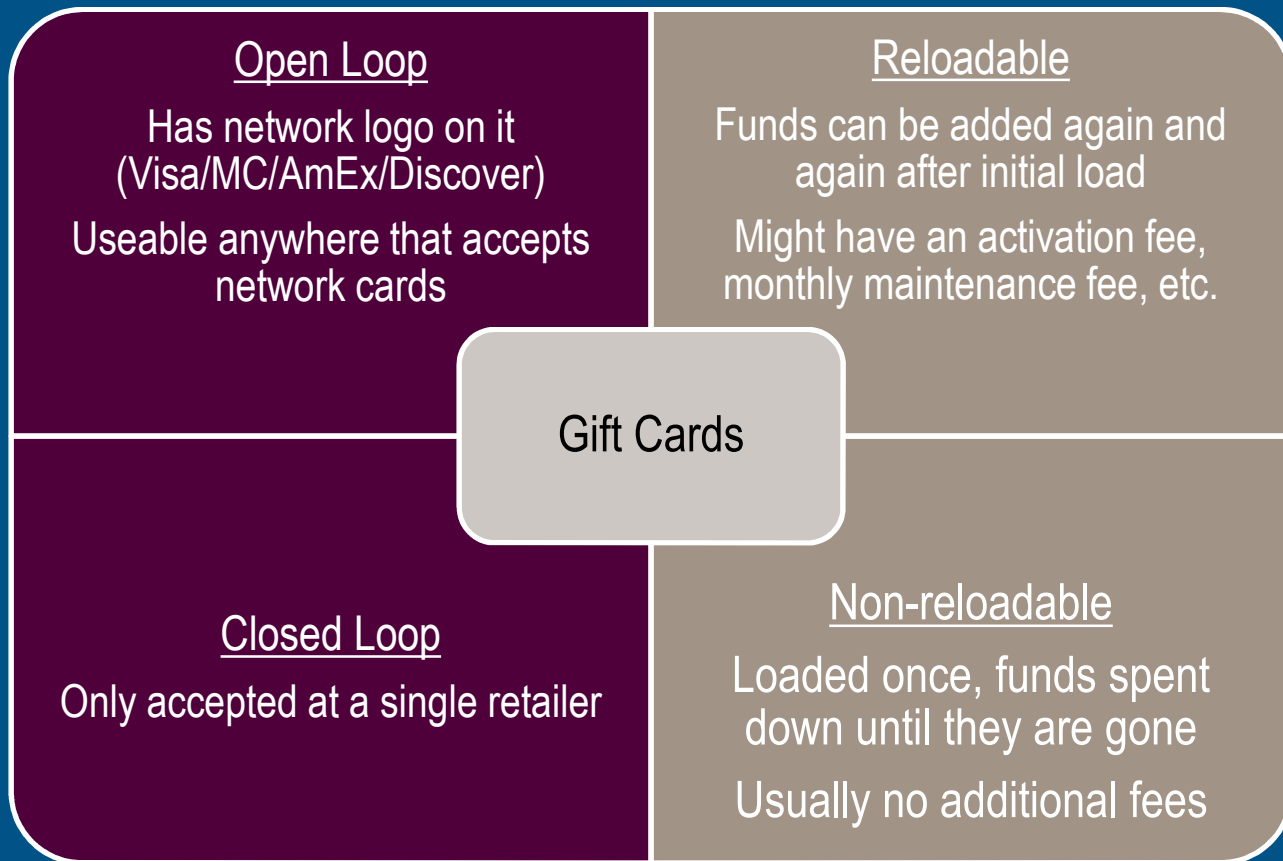 Open Loop
Has network logo on it
(Visa/MC/AmEx/Discover)
Useable anywhere that accepts
network cards
Reloadable
Funds can be added again and
again after initial load
Might have an activation fee,
monthly maintenance fee, etc.
Gift Cards
Closed Loop
Only accepted at a single retailer
Non-reloadable
Loaded once, funds spent
down until they are gone
Usually no additional fees